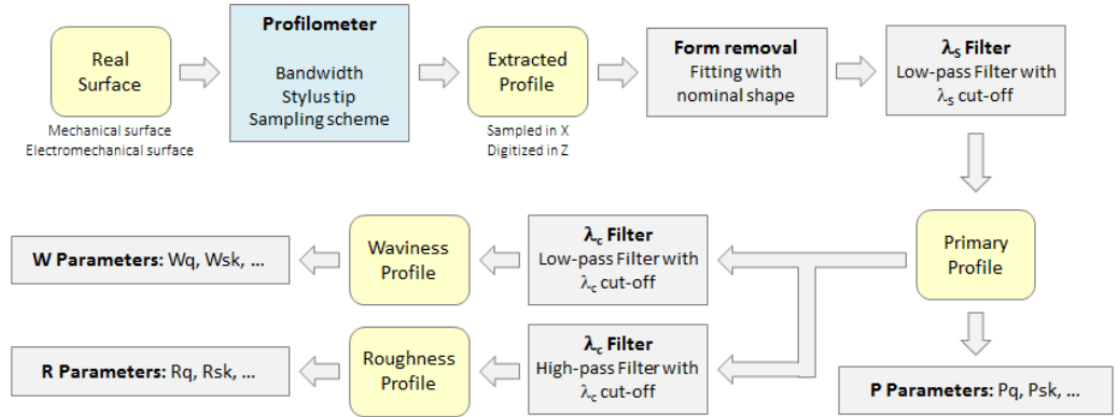 Real
Surface
Mechanical surface
Electromechanical surface
Profilometer
Bandwidth
Stylus tip
Sampling scheme
Extracted
Profile
Sampled in X
Digitized in Z
Form removal
Fitting with
nominal shape
λs Filter
Low-pass Filter with
λs cut-off
W Parameters: Wq, Wsk, ...
Waviness
Profile
λc Filter
Low-pass Filter with
λc cut-off
Primary
Profile
R Parameters: Rq, Rsk, ...
Roughness
Profile
λc Filter
High-pass Filter with
λc cut-off
P Parameters: Pq, Psk, ...